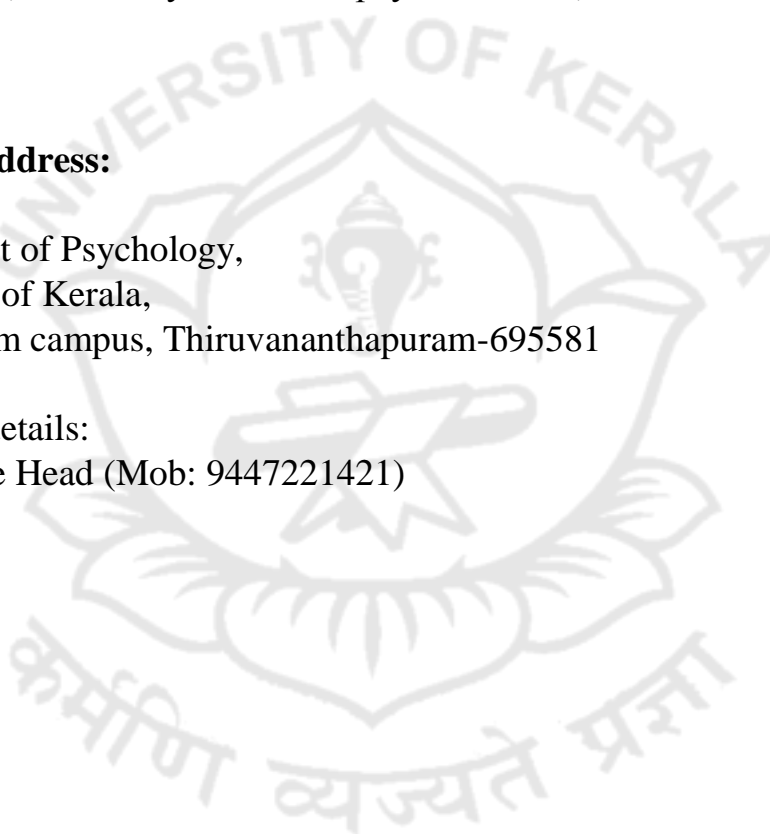 UNIVERSITY OF KERALA
ddress:
t of Psychology,
of Kerala,
m campus, Thiruvananthapuram-695581
etails:
e Head (Mob: 9447221421)
कर्मणि व्यज्यते प्रज्ञा